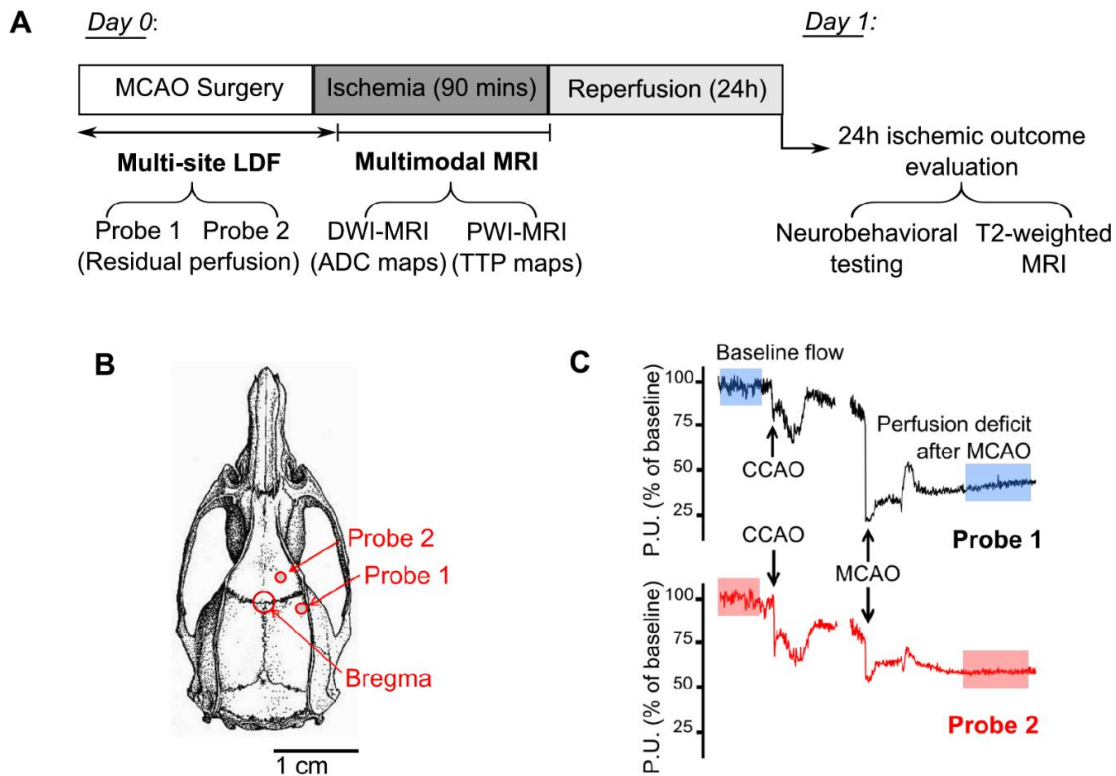 A
Day 0:
Day 1:
MCAO Surgery
Ischemia (90 mins)
Reperfusion (24h)
Multi-site LDF
Multimodal MRI
24h ischemic outcome
evaluation
Probe 1 Probe 2
(Residual perfusion)
DWI-MRI
(ADC maps)
PWI-MRI
(TTP maps)
Neurobehavioral
testing
T2-weighted
MRI
B
Probe 2
Probe 1
Bregma
1 cm
C
Baseline flow
P.U. (% of baseline)
100
75
50
25
CCAO
Perfusion deficit
after MCAO
Probe 1
CCAO
MCAO
P.U. (% of baseline)
100
75
50
25
Probe 2